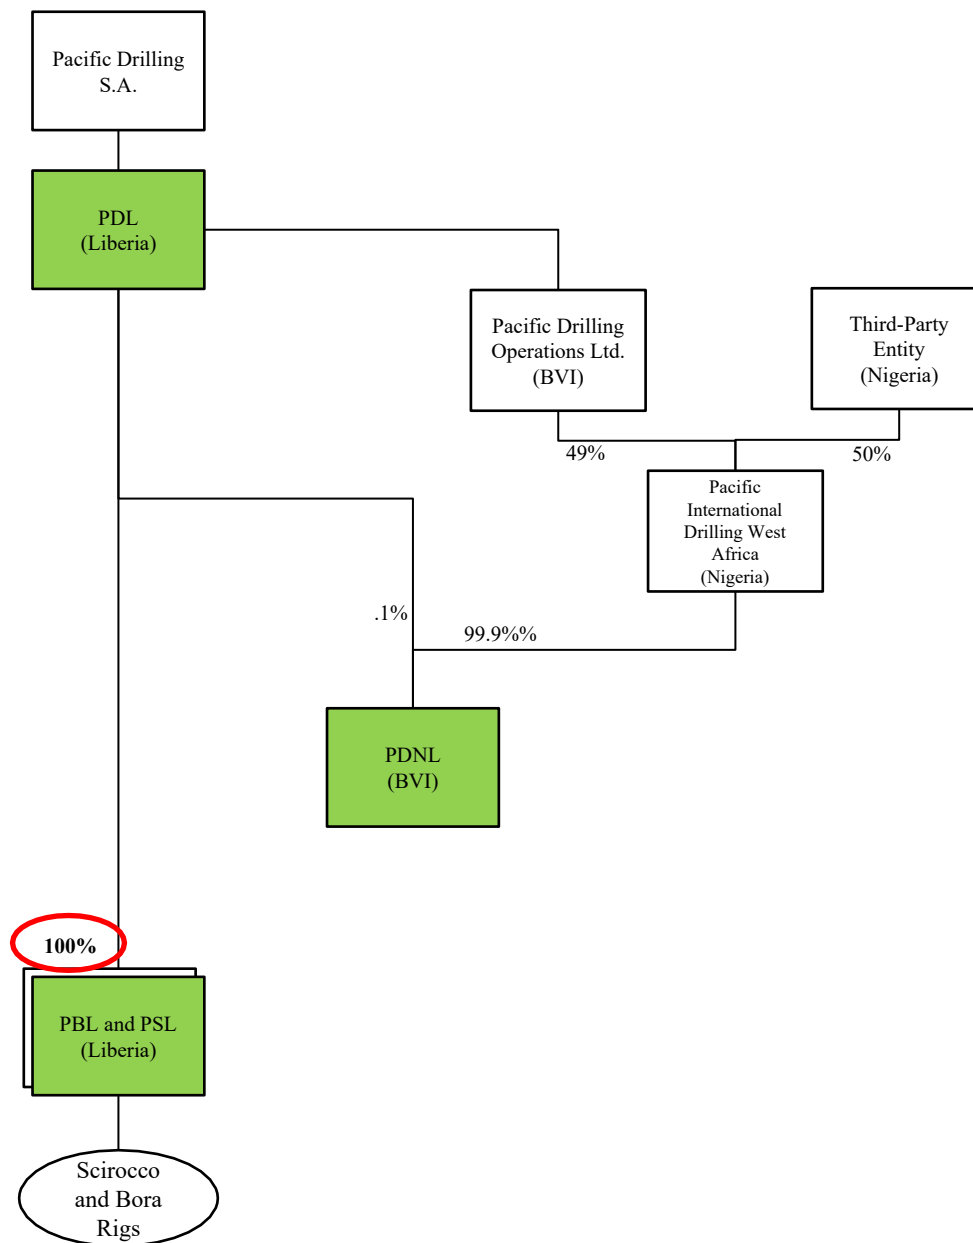 Pacific Drilling
S.A.
PDL
(Liberia)
Pacific Drilling
Operations Ltd.
(BVI)
Third-Party
Entity
(Nigeria)
49%
50%
Pacific
International
Drilling West
Africa
(Nigeria)
.1%
99.9%%
PDNL
(BVI)
100%
PBL and PSL
(Liberia)
Scirocco
and Bora
Rigs